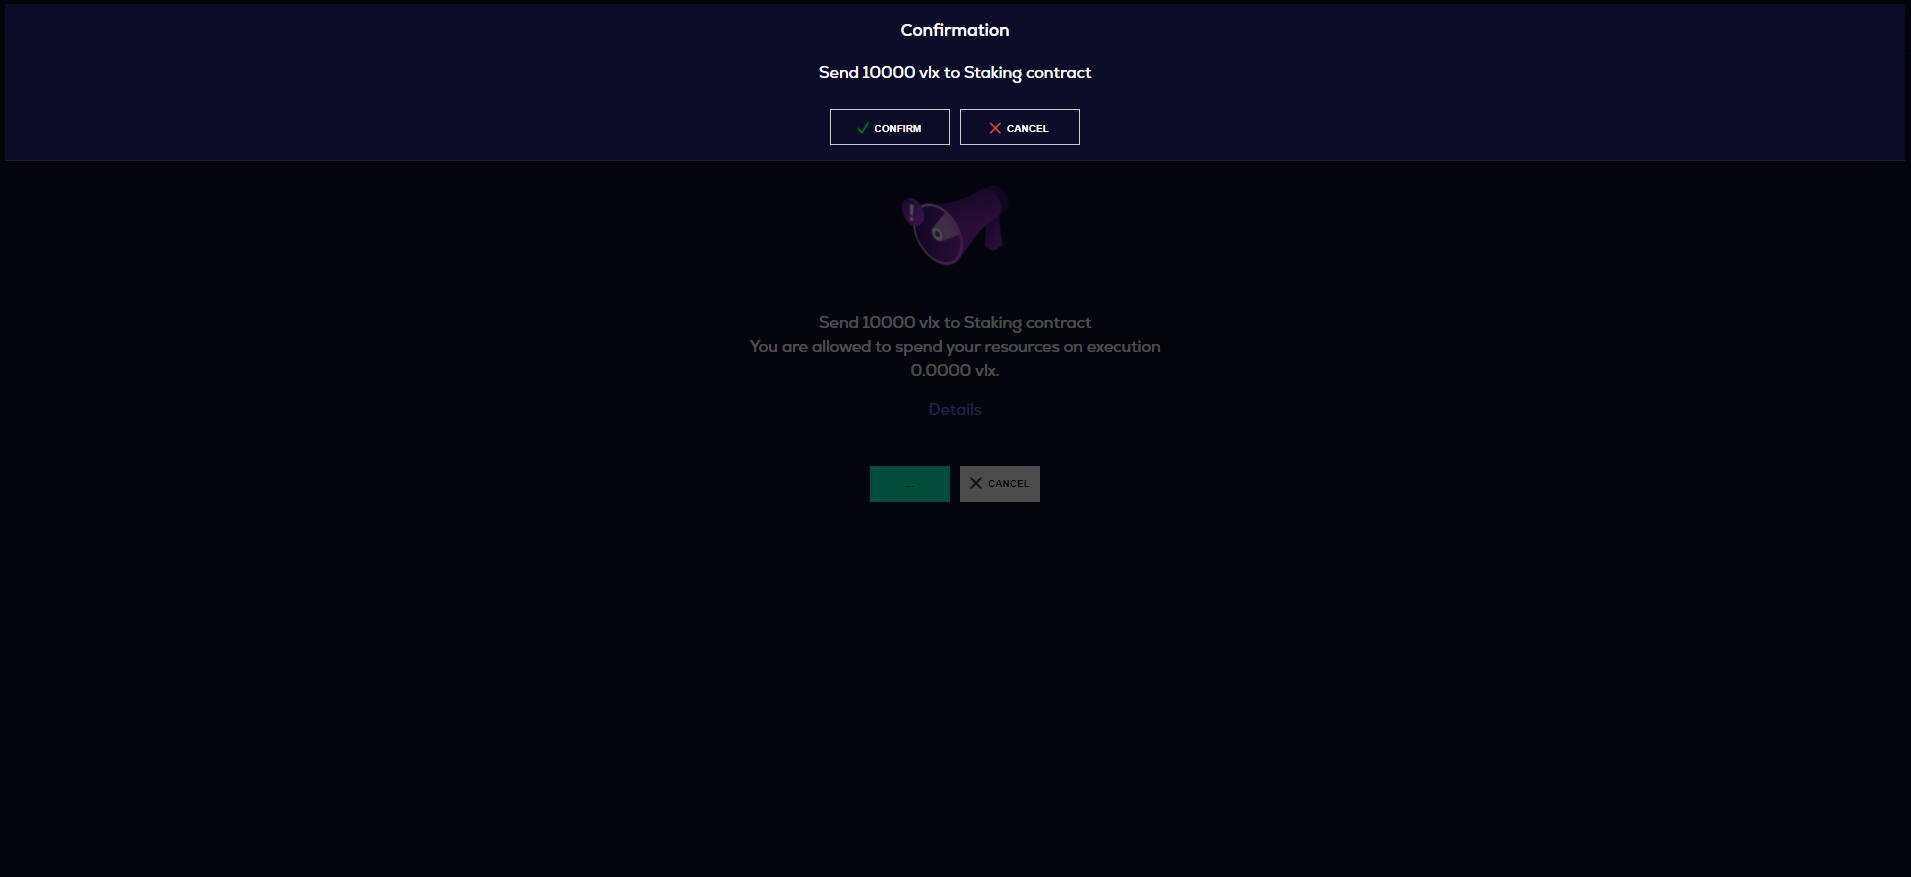 Confirmation
Send 10000 vlx to Staking contract
CONFIRM
CANCEL
!
Send 10000 vlx to Staking contract
You are allowed to spend your resources on execution
0.0000 vlx.
Details
...
CANCEL